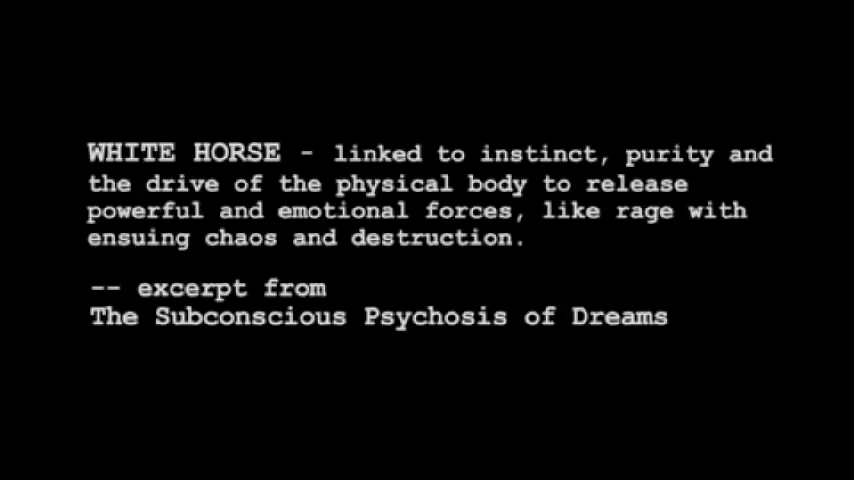 WHITE HORSE - linked to instinct, purity and
the drive of the physical body to release
powerful and emotional forces, like rage with
ensuing chaos and destruction.
-- excerpt from
The Subconscious Psychosis of Dreams